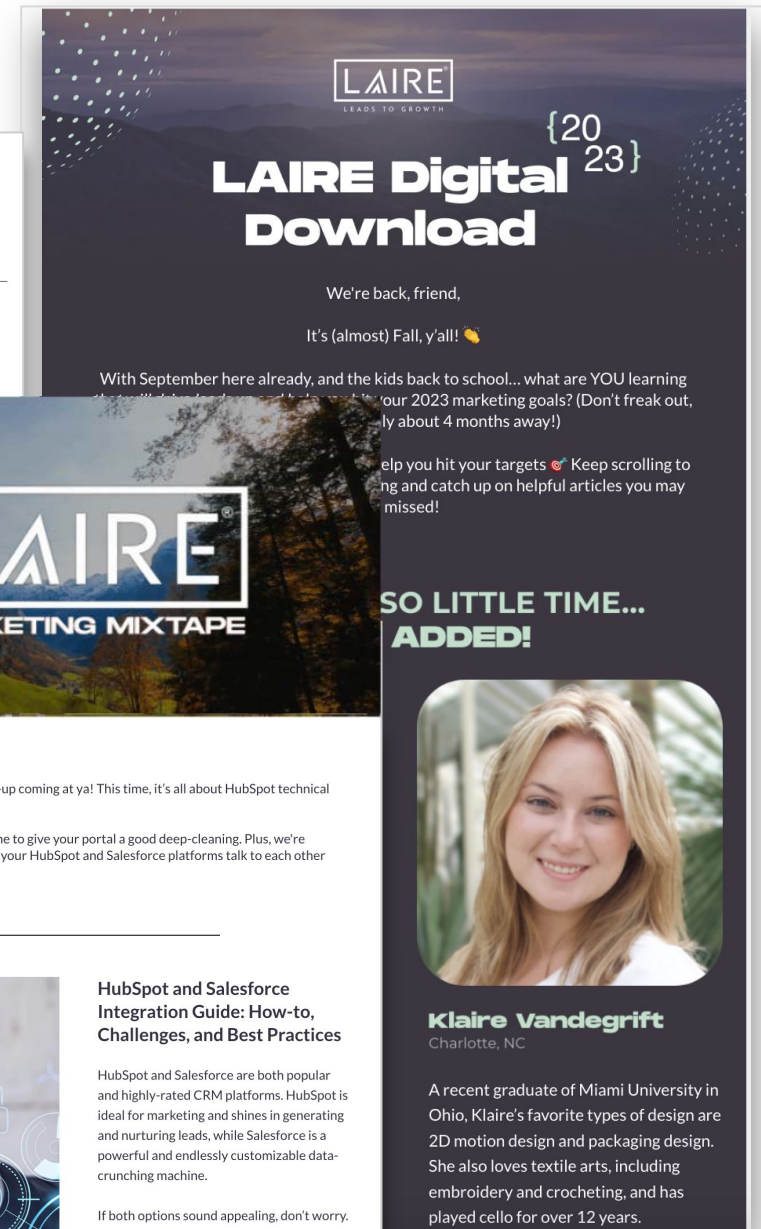 LAIRE®
LEADS TO GROWTH
{20
23}
LAIRE Digital
Download
We're back, friend,
It's (almost) Fall, y'all! 👏
With September here already, and the kids back to school… what are YOU learning
your 2023 marketing goals? (Don't freak out,
ly about 4 months away!)
elp you hit your targets 🎯 Keep scrolling to
ng and catch up on helpful articles you may
missed!
SO LITTLE TIME...
ADDED!
Klaire Vandegrift
Charlotte, NC
A recent graduate of Miami University in
Ohio, Klaire's favorite types of design are
2D motion design and packaging design.
She also loves textile arts, including
embroidery and crocheting, and has
played cello for over 12 years.
AIRE®
KETING MIXTAPE
-up coming at ya! This time, it's all about HubSpot technical
ne to give your portal a good deep-cleaning. Plus, we're
your HubSpot and Salesforce platforms talk to each other
HubSpot and Salesforce
Integration Guide: How-to,
Challenges, and Best Practices
HubSpot and Salesforce are both popular
and highly-rated CRM platforms. HubSpot is
ideal for marketing and shines in generating
and nurturing leads, while Salesforce is a
powerful and endlessly customizable data-
crunching machine.
If both options sound appealing, don't worry.